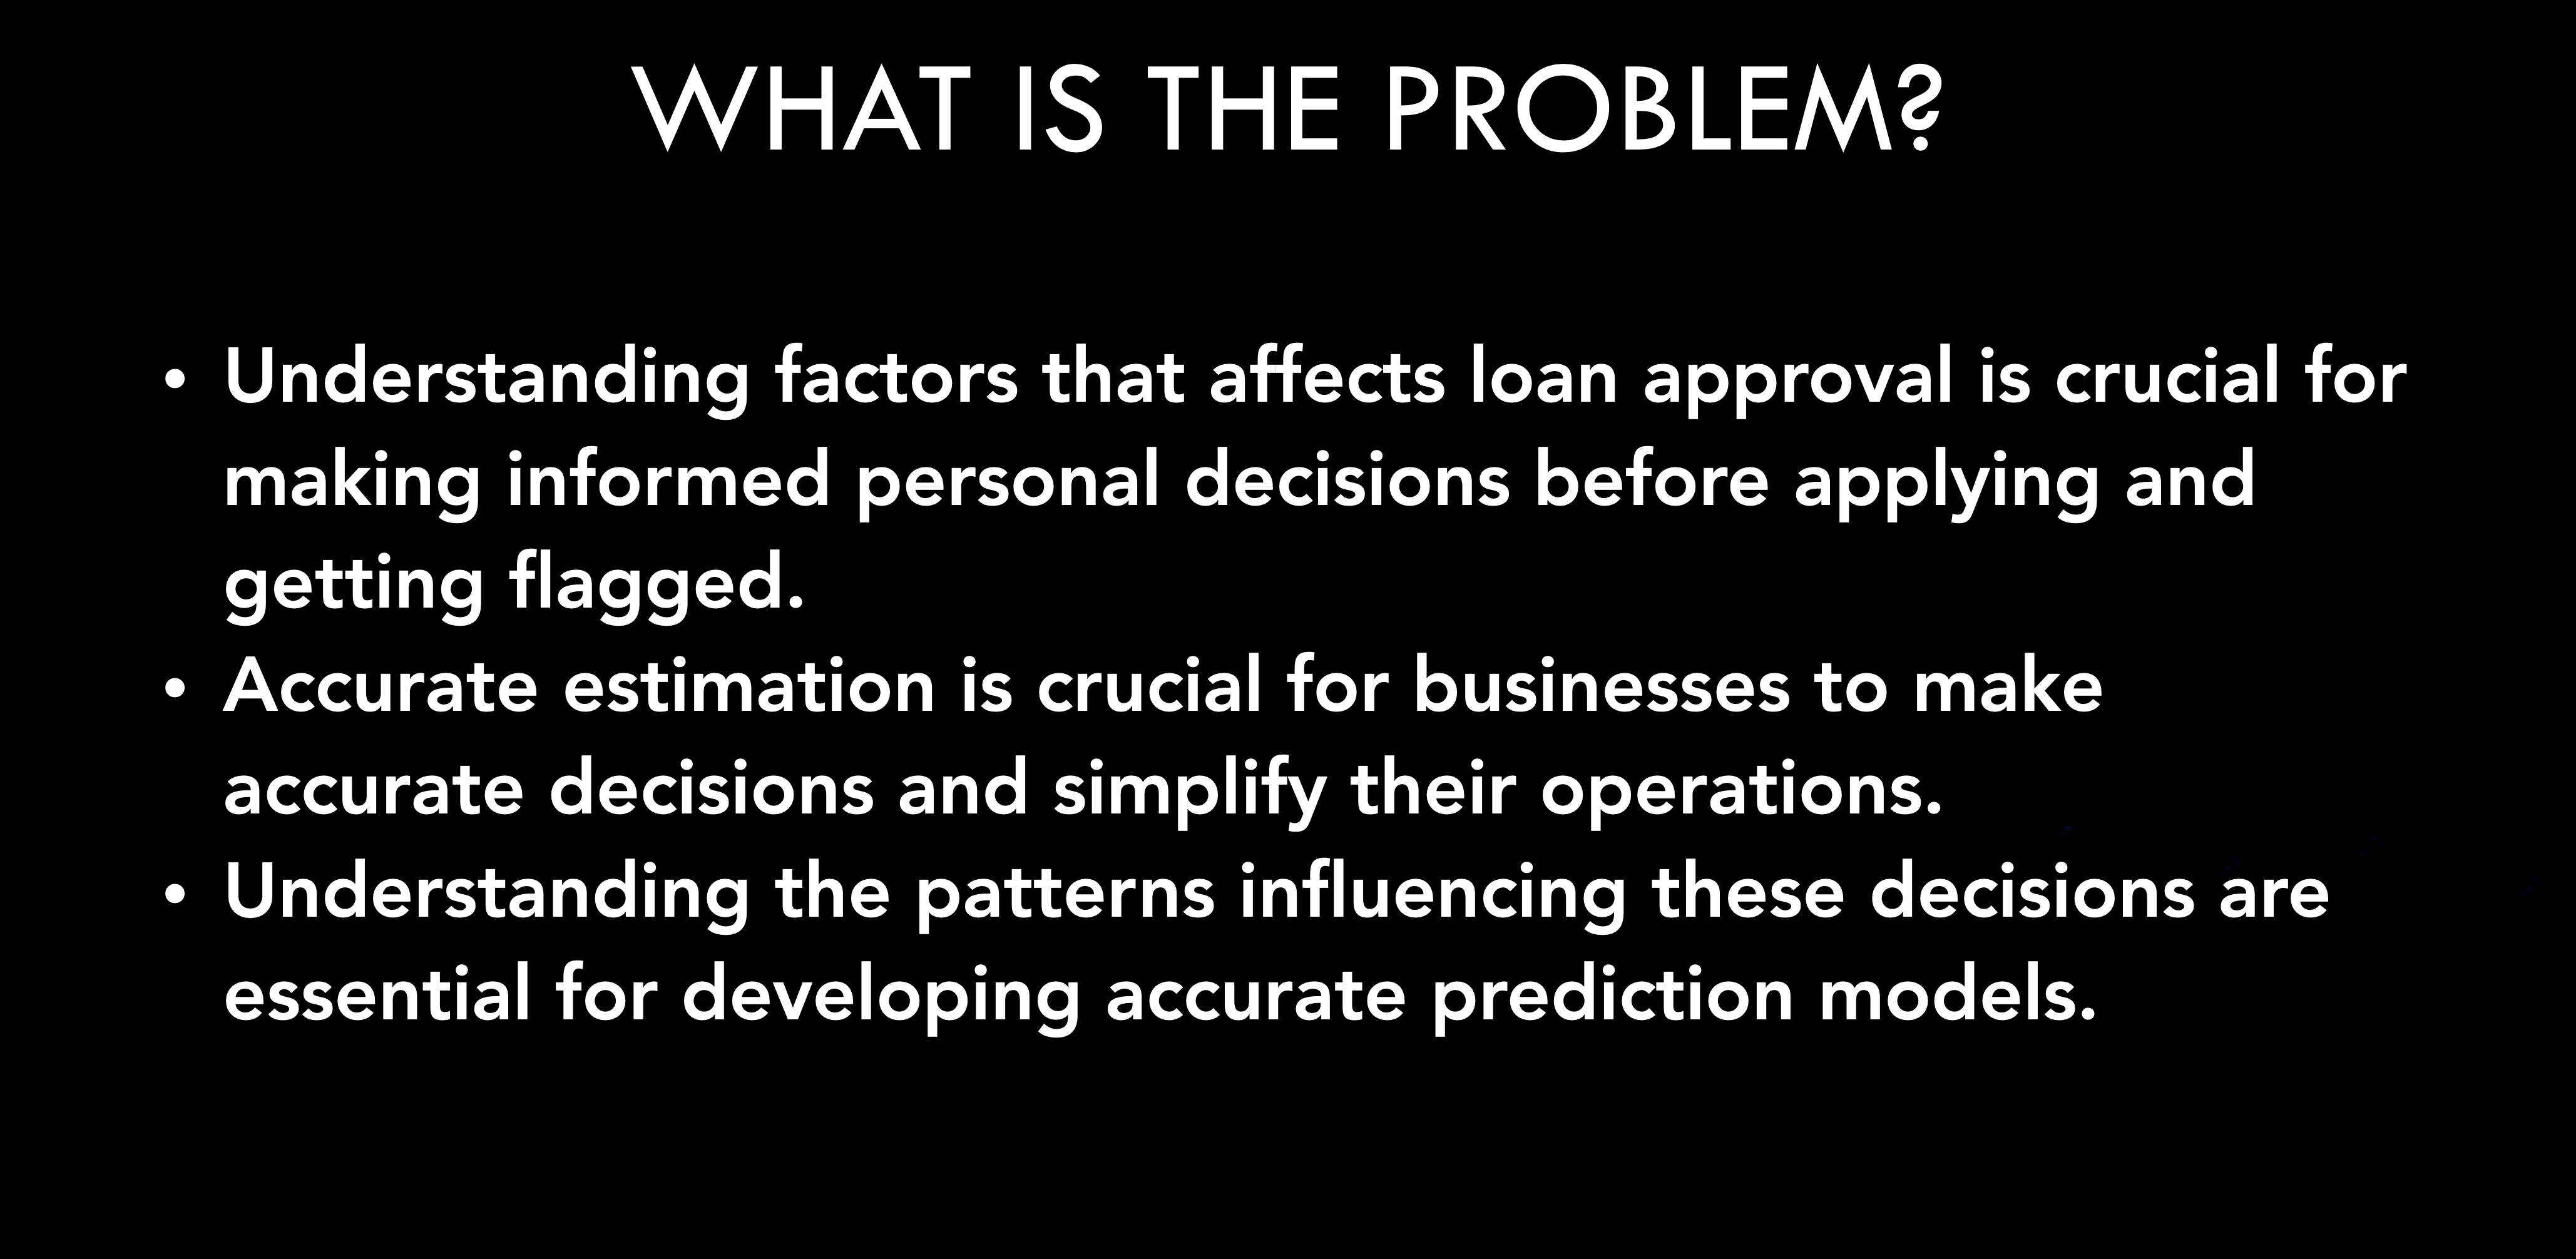 WHAT IS THE PROBLEM?
• Understanding factors that affects loan approval is crucial for
making informed personal decisions before applying and
getting flagged.
• Accurate estimation is crucial for businesses to make
accurate decisions and simplify their operations.
• Understanding the patterns influencing these decisions are
essential for developing accurate prediction models.